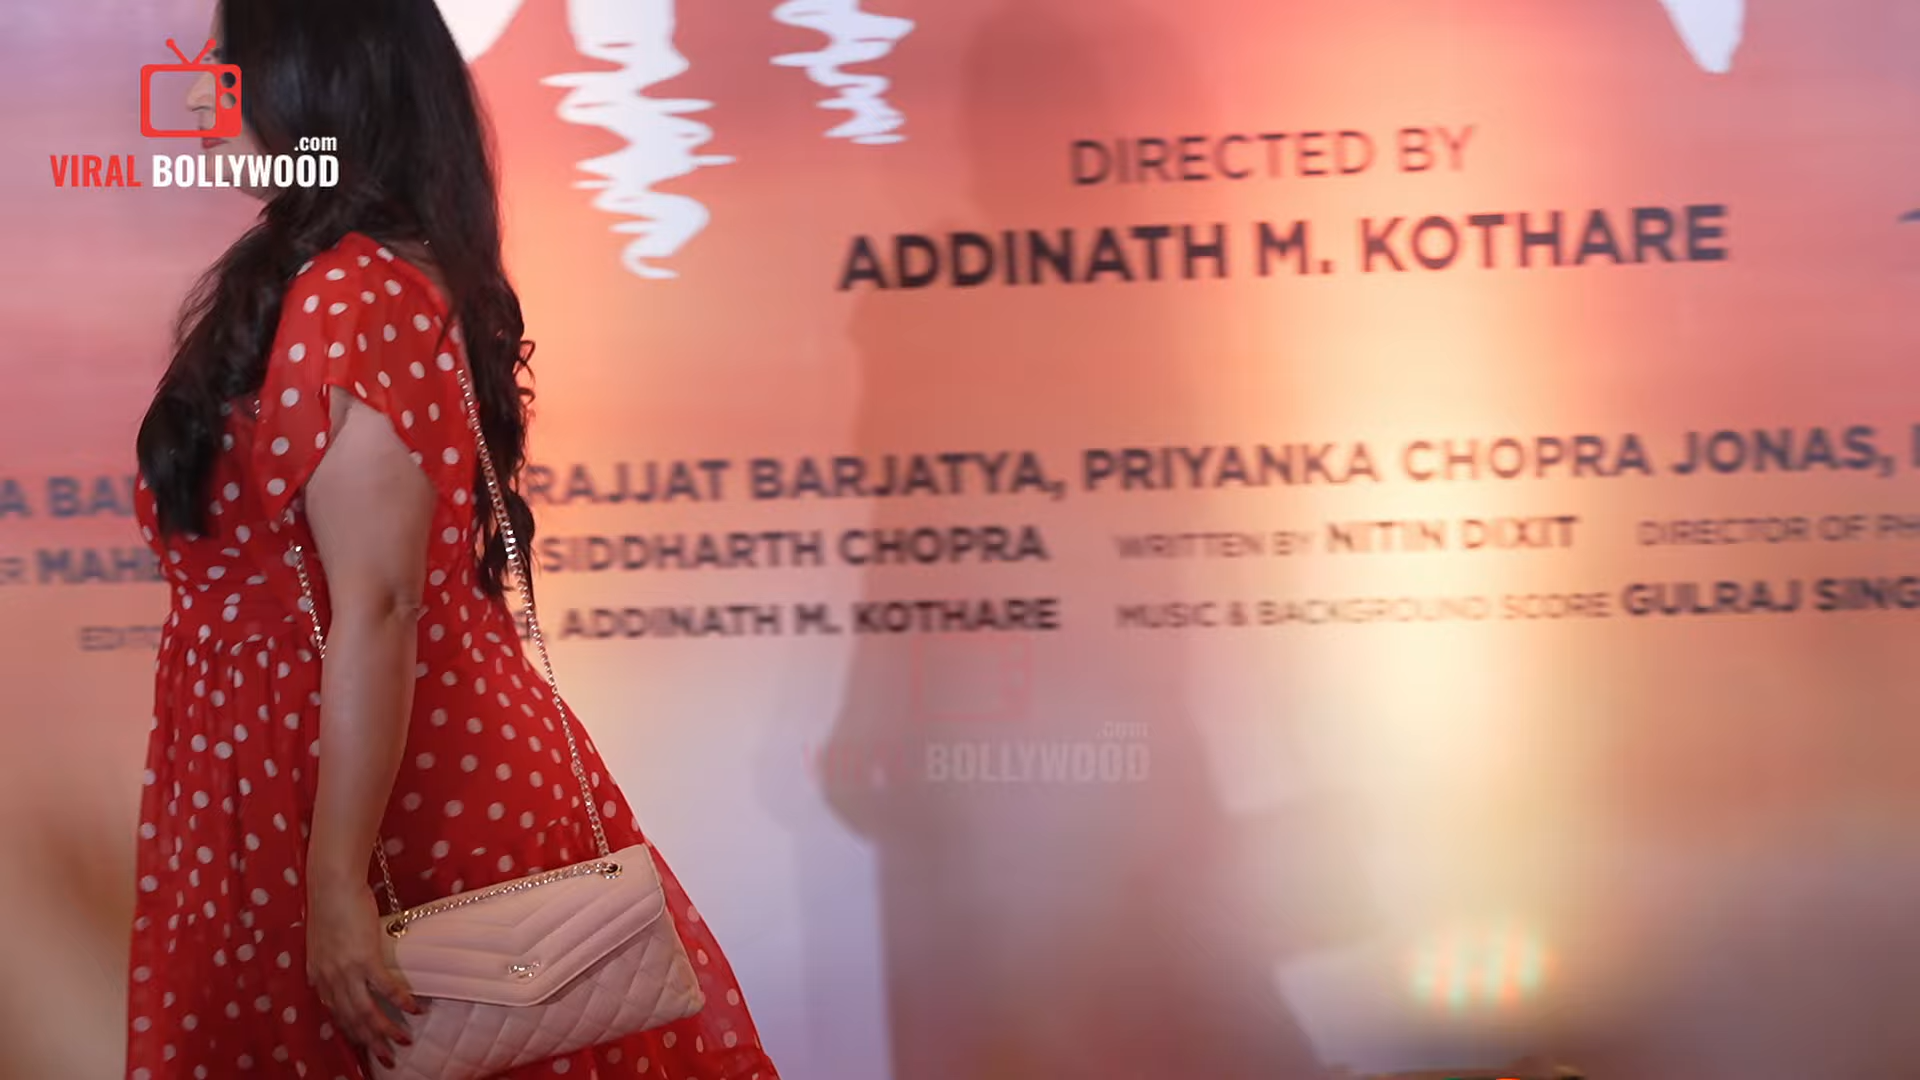 .com
VIRAL BOLLYWOOD
DIRECTED BY
ADDINATH M. KOTHARE
RAJJAT BARJATYA, PRIYANKA CHOPRA JONAS,
SIDDHARTH CHOPRA WRITTEN BY NITIN DIXIT DIRECTOR OF
ADDINATH M. KOTHARE MUSIC & BACKGROUND SCORE GULRAJ
.com
VIRAL BOLLYWOOD